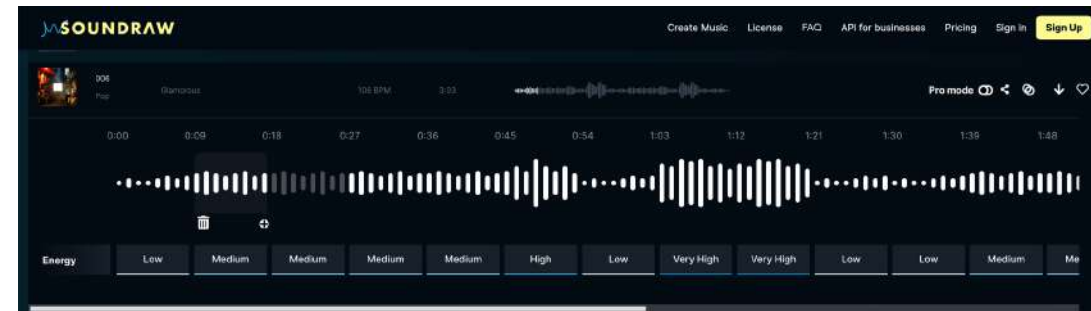 SOUNDRAW
Create Music License FAQ API for businesses Pricing Sign in Sign Up
006
Pop Glamorous 106 BPM 3:03 Pro mode
0:00 0:09 0:18 0:27 0:36 0:45 0:54 1:03 1:12 1:21 1:30 1:39 1:48
Energy Low Medium Medium Medium Medium High Low Very High Very High Low Low Medium Me